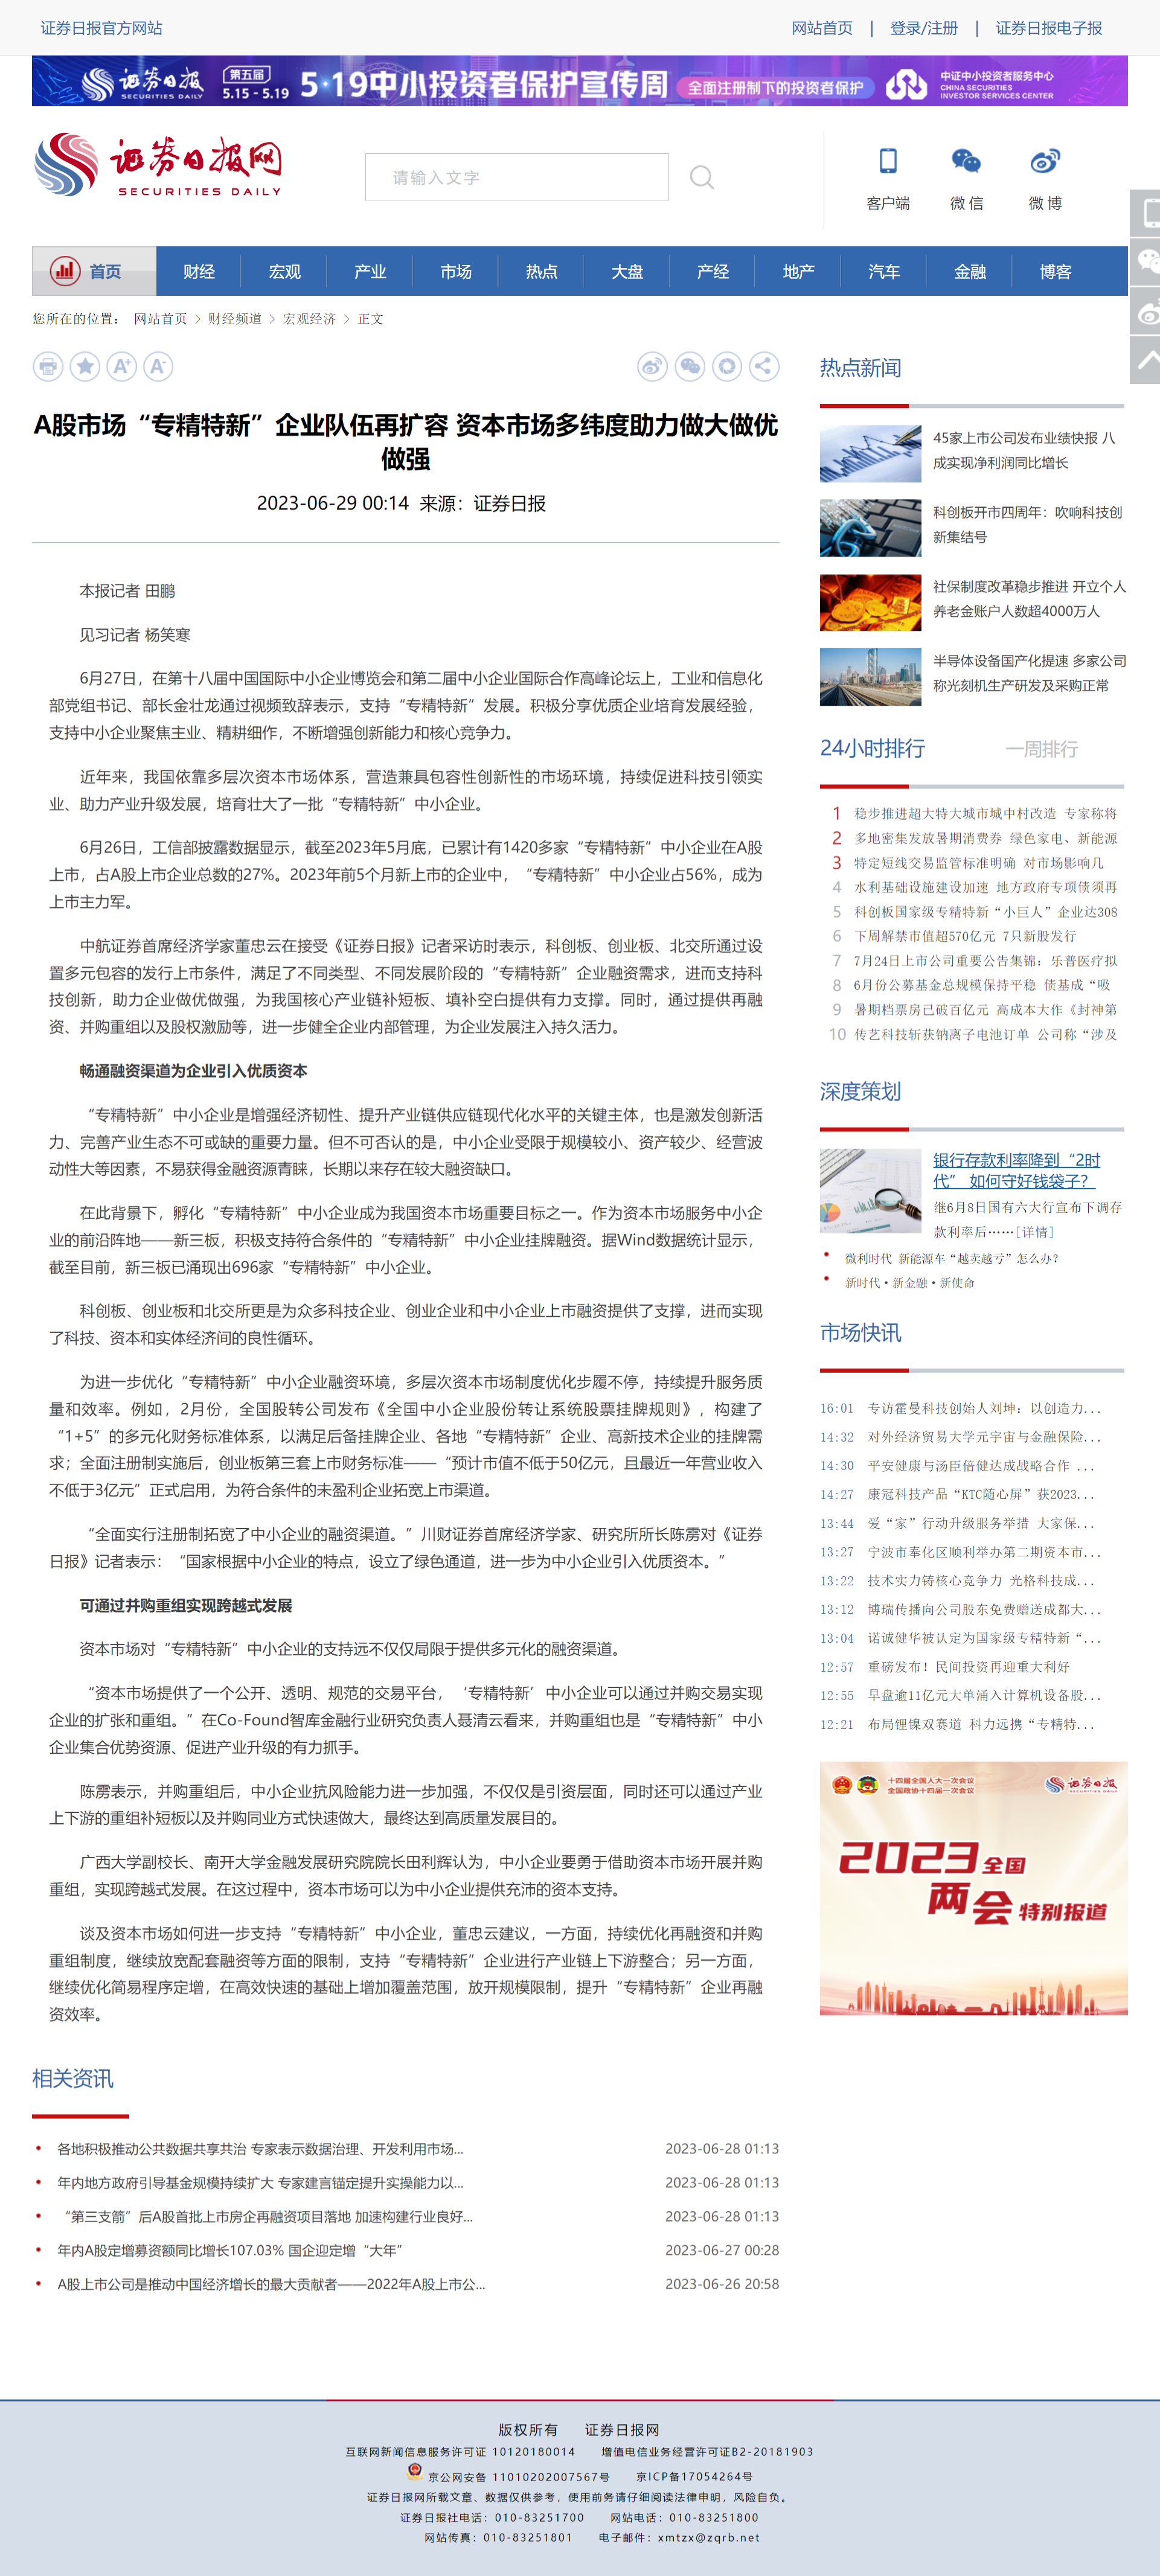 证券日报官方网站
网站首页 | 登录/注册 | 证券日报电子报
证券日报 SECURITIES DAILY 第五届 5.15 - 5.19 5·19中小投资者保护宣传周 全面注册制下的投资者保护 中证中小投资者服务中心 CHINA SECURITIES INVESTOR SERVICES CENTER
证券日报网
SECURITIES DAILY
请输入文字
客户端 微 信 微 博
首页 财经 宏观 产业 市场 热点 大盘 产经 地产 汽车 金融 博客
您所在的位置： 网站首页 > 财经频道 > 宏观经济 > 正文
A股市场“专精特新”企业队伍再扩容 资本市场多纬度助力做大做优
做强
2023-06-29 00:14 来源：证券日报
本报记者 田鹏
见习记者 杨笑寒
6月27日，在第十八届中国国际中小企业博览会和第二届中小企业国际合作高峰论坛上，工业和信息化
部党组书记、部长金壮龙通过视频致辞表示，支持“专精特新”发展。积极分享优质企业培育发展经验，
支持中小企业聚焦主业、精耕细作，不断增强创新能力和核心竞争力。
近年来，我国依靠多层次资本市场体系，营造兼具包容性创新性的市场环境，持续促进科技引领实
业、助力产业升级发展，培育壮大了一批“专精特新”中小企业。
6月26日，工信部披露数据显示，截至2023年5月底，已累计有1420多家“专精特新”中小企业在A股
上市，占A股上市企业总数的27%。2023年前5个月新上市的企业中，“专精特新”中小企业占56%，成为
上市主力军。
中航证券首席经济学家董忠云在接受《证券日报》记者采访时表示，科创板、创业板、北交所通过设
置多元包容的发行上市条件，满足了不同类型、不同发展阶段的“专精特新”企业融资需求，进而支持科
技创新，助力企业做优做强，为我国核心产业链补短板、填补空白提供有力支撑。同时，通过提供再融
资、并购重组以及股权激励等，进一步健全企业内部管理，为企业发展注入持久活力。
畅通融资渠道为企业引入优质资本
“专精特新”中小企业是增强经济韧性、提升产业链供应链现代化水平的关键主体，也是激发创新活
力、完善产业生态不可或缺的重要力量。但不可否认的是，中小企业受限于规模较小、资产较少、经营波
动性大等因素，不易获得金融资源青睐，长期以来存在较大融资缺口。
在此背景下，孵化“专精特新”中小企业成为我国资本市场重要目标之一。作为资本市场服务中小企
业的前沿阵地——新三板，积极支持符合条件的“专精特新”中小企业挂牌融资。据Wind数据统计显示，
截至目前，新三板已涌现出696家“专精特新”中小企业。
科创板、创业板和北交所更是为众多科技企业、创业企业和中小企业上市融资提供了支撑，进而实现
了科技、资本和实体经济间的良性循环。
为进一步优化“专精特新”中小企业融资环境，多层次资本市场制度优化步履不停，持续提升服务质
量和效率。例如，2月份，全国股转公司发布《全国中小企业股份转让系统股票挂牌规则》，构建了
“1+5”的多元化财务标准体系，以满足后备挂牌企业、各地“专精特新”企业、高新技术企业的挂牌需
求；全面注册制实施后，创业板第三套上市财务标准——“预计市值不低于50亿元，且最近一年营业收入
不低于3亿元”正式启用，为符合条件的未盈利企业拓宽上市渠道。
“全面实行注册制拓宽了中小企业的融资渠道。”川财证券首席经济学家、研究所所长陈雳对《证券
日报》记者表示：“国家根据中小企业的特点，设立了绿色通道，进一步为中小企业引入优质资本。”
可通过并购重组实现跨越式发展
资本市场对“专精特新”中小企业的支持远不仅仅局限于提供多元化的融资渠道。
“资本市场提供了一个公开、透明、规范的交易平台，‘专精特新’中小企业可以通过并购交易实现
企业的扩张和重组。”在Co-Found智库金融行业研究负责人聂清云看来，并购重组也是“专精特新”中小
企业集合优势资源、促进产业升级的有力抓手。
陈雳表示，并购重组后，中小企业抗风险能力进一步加强，不仅仅是引资层面，同时还可以通过产业
上下游的重组补短板以及并购同业方式快速做大，最终达到高质量发展目的。
广西大学副校长、南开大学金融发展研究院院长田利辉认为，中小企业要勇于借助资本市场开展并购
重组，实现跨越式发展。在这过程中，资本市场可以为中小企业提供充沛的资本支持。
谈及资本市场如何进一步支持“专精特新”中小企业，董忠云建议，一方面，持续优化再融资和并购
重组制度，继续放宽配套融资等方面的限制，支持“专精特新”企业进行产业链上下游整合；另一方面，
继续优化简易程序定增，在高效快速的基础上增加覆盖范围，放开规模限制，提升“专精特新”企业再融
资效率。
相关资讯
各地积极推动公共数据共享共治 专家表示数据治理、开发利用市场... 2023-06-28 01:13
年内地方政府引导基金规模持续扩大 专家建言锚定提升实操能力以... 2023-06-28 01:13
“第三支箭”后A股首批上市房企再融资项目落地 加速构建行业良好... 2023-06-28 01:13
年内A股定增募资额同比增长107.03% 国企迎定增“大年” 2023-06-27 00:28
A股上市公司是推动中国经济增长的最大贡献者——2022年A股上市公... 2023-06-26 20:58
热点新闻
45家上市公司发布业绩快报 八
成实现净利润同比增长
科创板开市四周年：吹响科技创
新集结号
社保制度改革稳步推进 开立个人
养老金账户人数超4000万人
半导体设备国产化提速 多家公司
称光刻机生产研发及采购正常
24小时排行 一周排行
1 稳步推进超大特大城市城中村改造 专家称将
2 多地密集发放暑期消费券 绿色家电、新能源
3 特定短线交易监管标准明确 对市场影响几
4 水利基础设施建设加速 地方政府专项债须再
5 科创板国家级专精特新“小巨人”企业达308
6 下周解禁市值超570亿元 7只新股发行
7 7月24日上市公司重要公告集锦：乐普医疗拟
8 6月份公募基金总规模保持平稳 债基成“吸
9 暑期档票房已破百亿元 高成本大作《封神第
10 传艺科技斩获钠离子电池订单 公司称“涉及
深度策划
银行存款利率降到“2时
代” 如何守好钱袋子？
继6月8日国有六大行宣布下调存
款利率后……[详情]
微利时代 新能源车“越卖越亏”怎么办？
新时代·新金融·新使命
市场快讯
16:01 专访霍曼科技创始人刘坤：以创造力...
14:32 对外经济贸易大学元宇宙与金融保险...
14:30 平安健康与汤臣倍健达成战略合作 ...
14:27 康冠科技产品“KTC随心屏”获2023...
13:44 爱“家”行动升级服务举措 大家保...
13:27 宁波市奉化区顺利举办第二期资本市...
13:22 技术实力铸核心竞争力 光格科技成...
13:12 博瑞传播向公司股东免费赠送成都大...
13:04 诺诚健华被认定为国家级专精特新“...
12:57 重磅发布！民间投资再迎重大利好
12:55 早盘逾11亿元大单涌入计算机设备股...
12:21 布局锂镍双赛道 科力远携“专精特...
十四届全国人大一次会议
全国政协十四届一次会议
证券日报
2023全国
两会特别报道
版权所有 证券日报网
互联网新闻信息服务许可证 10120180014 增值电信业务经营许可证B2-20181903
京公网安备 11010202007567号 京ICP备17054264号
证券日报网所载文章、数据仅供参考，使用前务请仔细阅读法律申明，风险自负。
证券日报社电话：010-83251700 网站电话：010-83251800
网站传真：010-83251801 电子邮件：xmtzx@zqrb.net